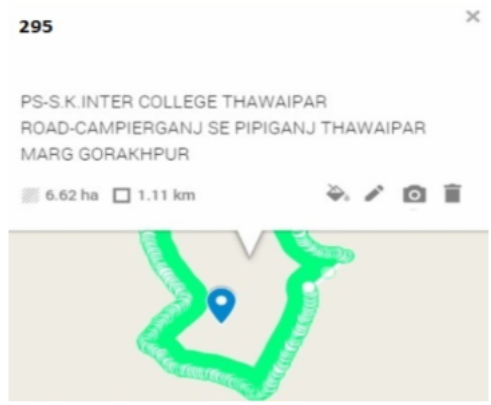 295
PS-S.K.INTER COLLEGE THAWAIPAR
ROAD-CAMPIERGANJ SE PIPIGANJ THAWAIPAR
MARG GORAKHPUR
6.62 ha 1.11 km